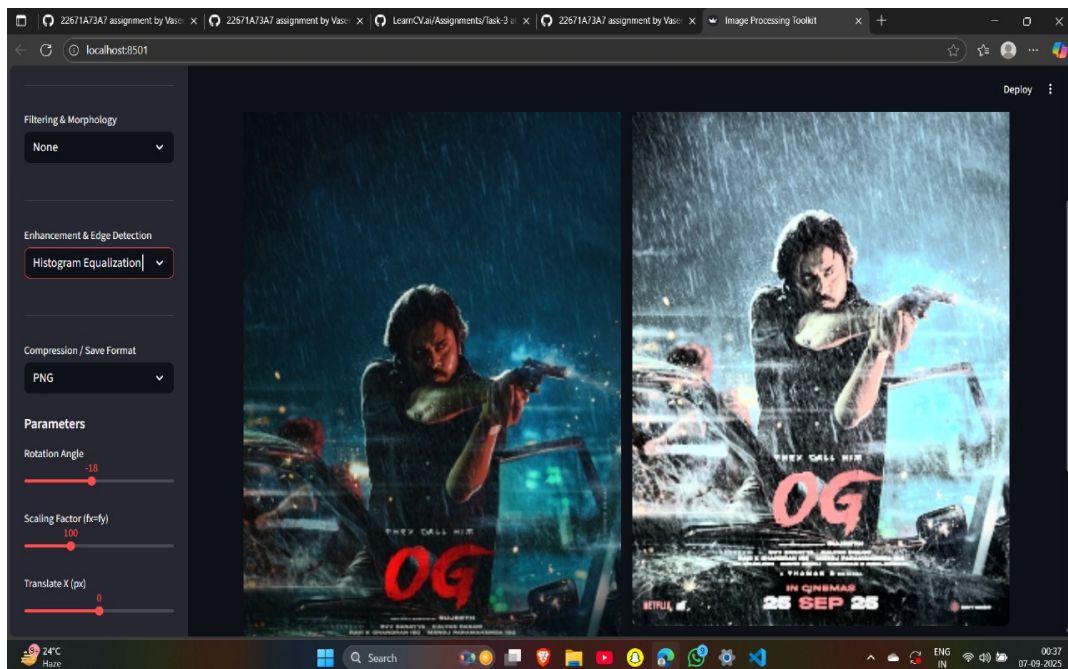 22671A73A7 assignment by Vase
22671A73A7 assignment by Vase
LearnCV.ai/Assignments/Task-3 a
22671A73A7 assignment by Vase
Image Processing Toolkit
localhost:8501
Deploy
Filtering & Morphology
None
Enhancement & Edge Detection
Histogram Equalization
Compression / Save Format
PNG
Parameters
Rotation Angle
-18
Scaling Factor (fx=fy)
100
Translate X (px)
0
THEY CALL HIM
OG
SUJEETH
THEY CALL HIM
OG
SUJEETH
IN CINEMAS
25 SEP 25
NETFLIX
24°C
Haze
Search
9
ENG
IN
00:37
07-09-2025